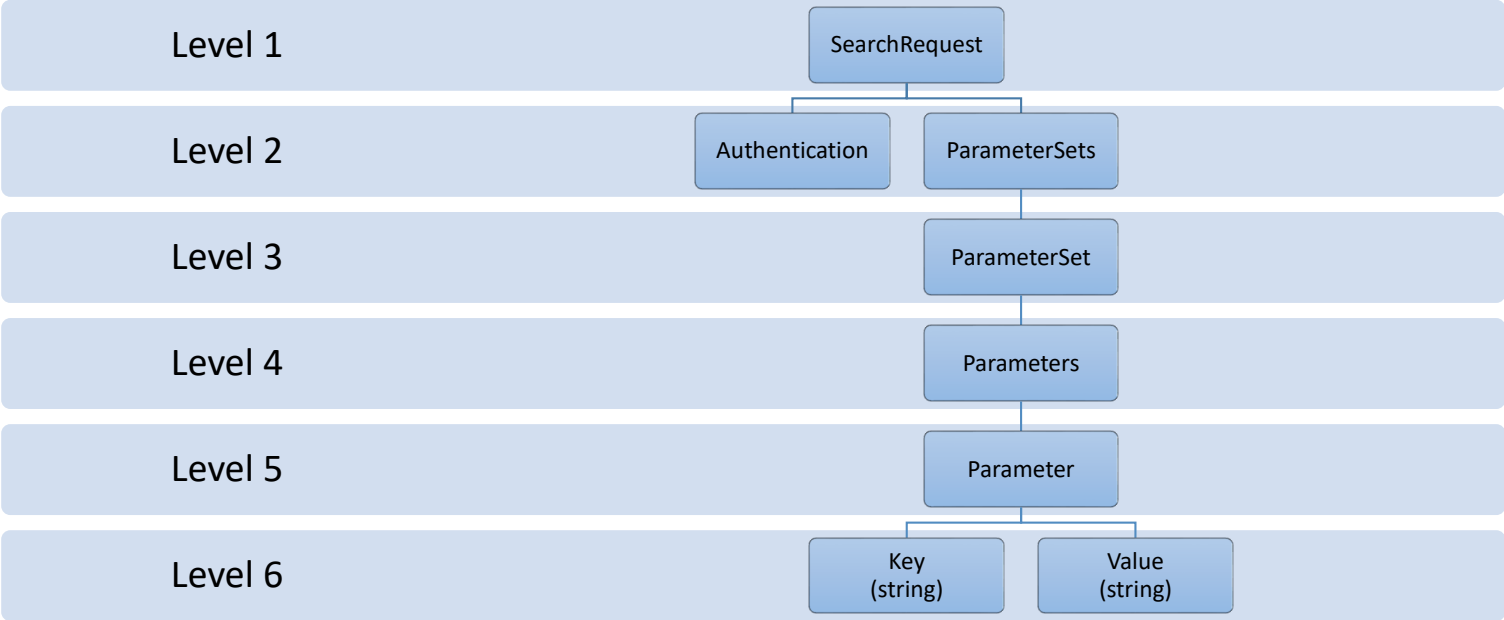 Level 1
SearchRequest
Level 2
Authentication
ParameterSets
Level 3
ParameterSet
Level 4
Parameters
Level 5
Parameter
Level 6
Key
(string)
Value
(string)